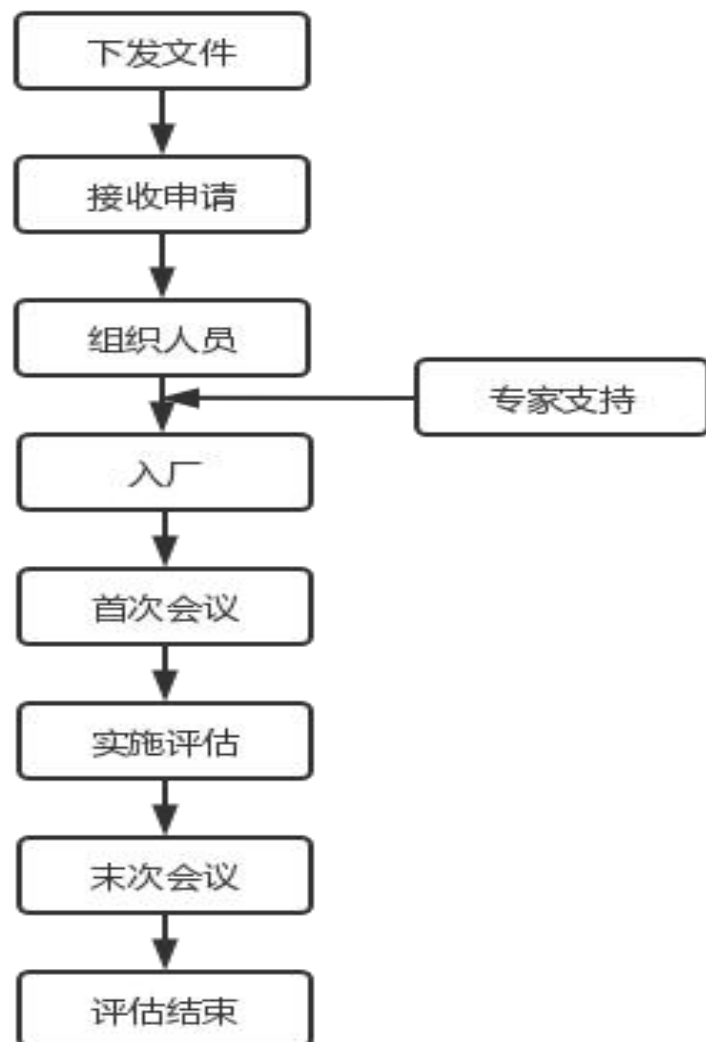 下发文件
接收申请
组织人员
专家支持
入厂
首次会议
实施评估
末次会议
评估结束